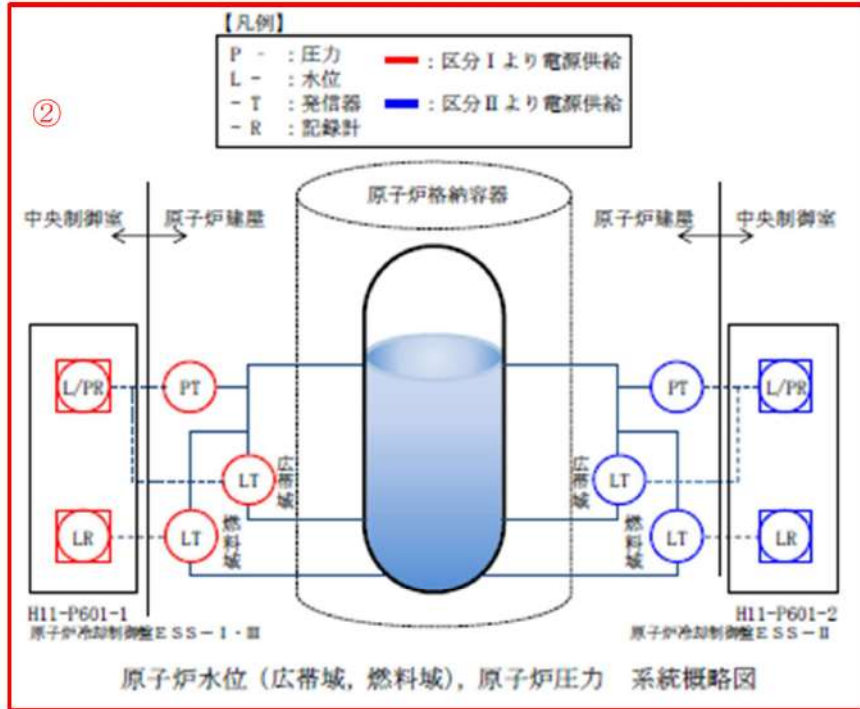 【凡例】
P - ：圧力
L - ：水位
- T ：発信器
- R ：記録計
：区分Ⅰより電源供給
：区分Ⅱより電源供給
②
原子炉格納容器
中央制御室
原子炉建屋
原子炉建屋
中央制御室
L/PR
PT
PT
L/PR
LT
広帯域
広帯域
LT
LR
LT
燃料域
燃料域
LT
LR
H11-P601-1
原子炉冷却制御盤ESS－Ⅰ・Ⅲ
H11-P601-2
原子炉冷却制御盤ESS－Ⅱ
原子炉水位（広帯域，燃料域），原子炉圧力　系統概略図